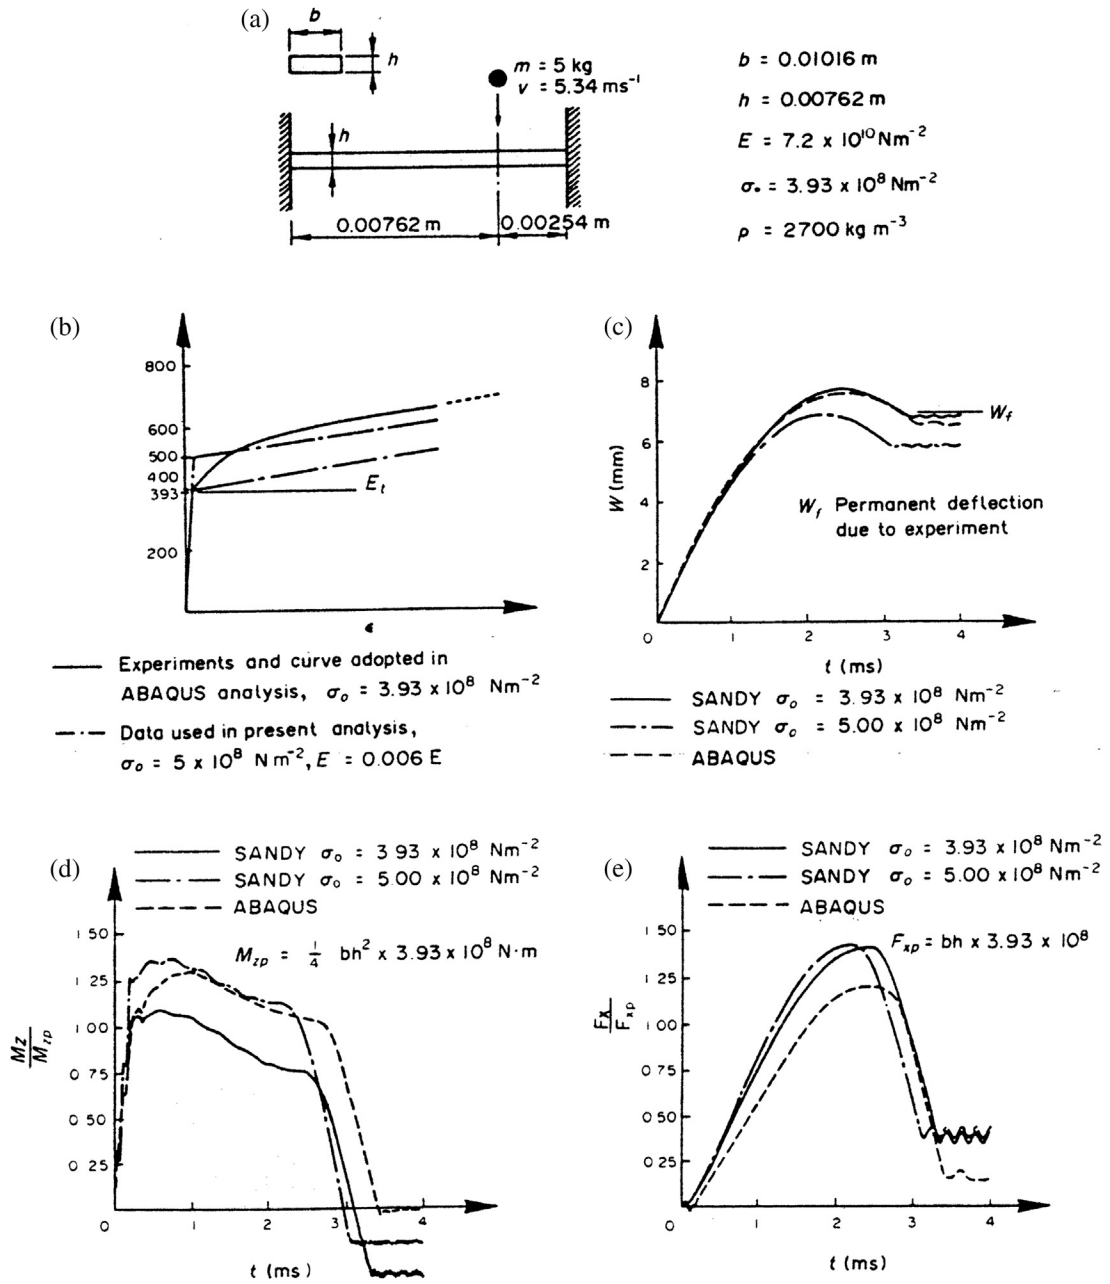 (a)
b
h
m = 5 kg
v = 5.34 ms⁻¹
h
0.00762 m
0.00254 m
b = 0.01016 m
h = 0.00762 m
E = 7.2 x 10¹⁰ Nm⁻²
σ₀ = 3.93 x 10⁸ Nm⁻²
ρ = 2700 kg m⁻³
(b)
800
600
500
400
393
200
Eₜ
ϵ
Experiments and curve adopted in
ABAQUS analysis, σ₀ = 3.93 x 10⁸ Nm⁻²
Data used in present analysis,
σ₀ = 5 x 10⁸ Nm⁻², E = 0.006 E
(c)
8
6
4
2
0
1
2
3
4
W (mm)
W_f
W_f Permanent deflection
due to experiment
t (ms)
SANDY σ₀ = 3.93 x 10⁸ Nm⁻²
SANDY σ₀ = 5.00 x 10⁸ Nm⁻²
ABAQUS
(d)
SANDY σ₀ = 3 93 x 10⁸ Nm⁻²
SANDY σ₀ = 5.00 x 10⁸ Nm⁻²
ABAQUS
M_zp = 1/4 bh² x 3.93 x 10⁸ N·m
1 50
1.25
1 00
0 75
0 50
0 25
0
1
2
3
4
Mz/M_zp
t (ms)
(e)
SANDY σ₀ = 3.93 x 10⁸ Nm⁻²
SANDY σ₀ = 5.00 x 10⁸ Nm⁻²
ABAQUS
F_xp = bh x 3.93 x 10⁸
1 50
1.25
1 00
0.75
0 50
0 25
0
1
2
3
4
Fx/F_xp
t (ms)